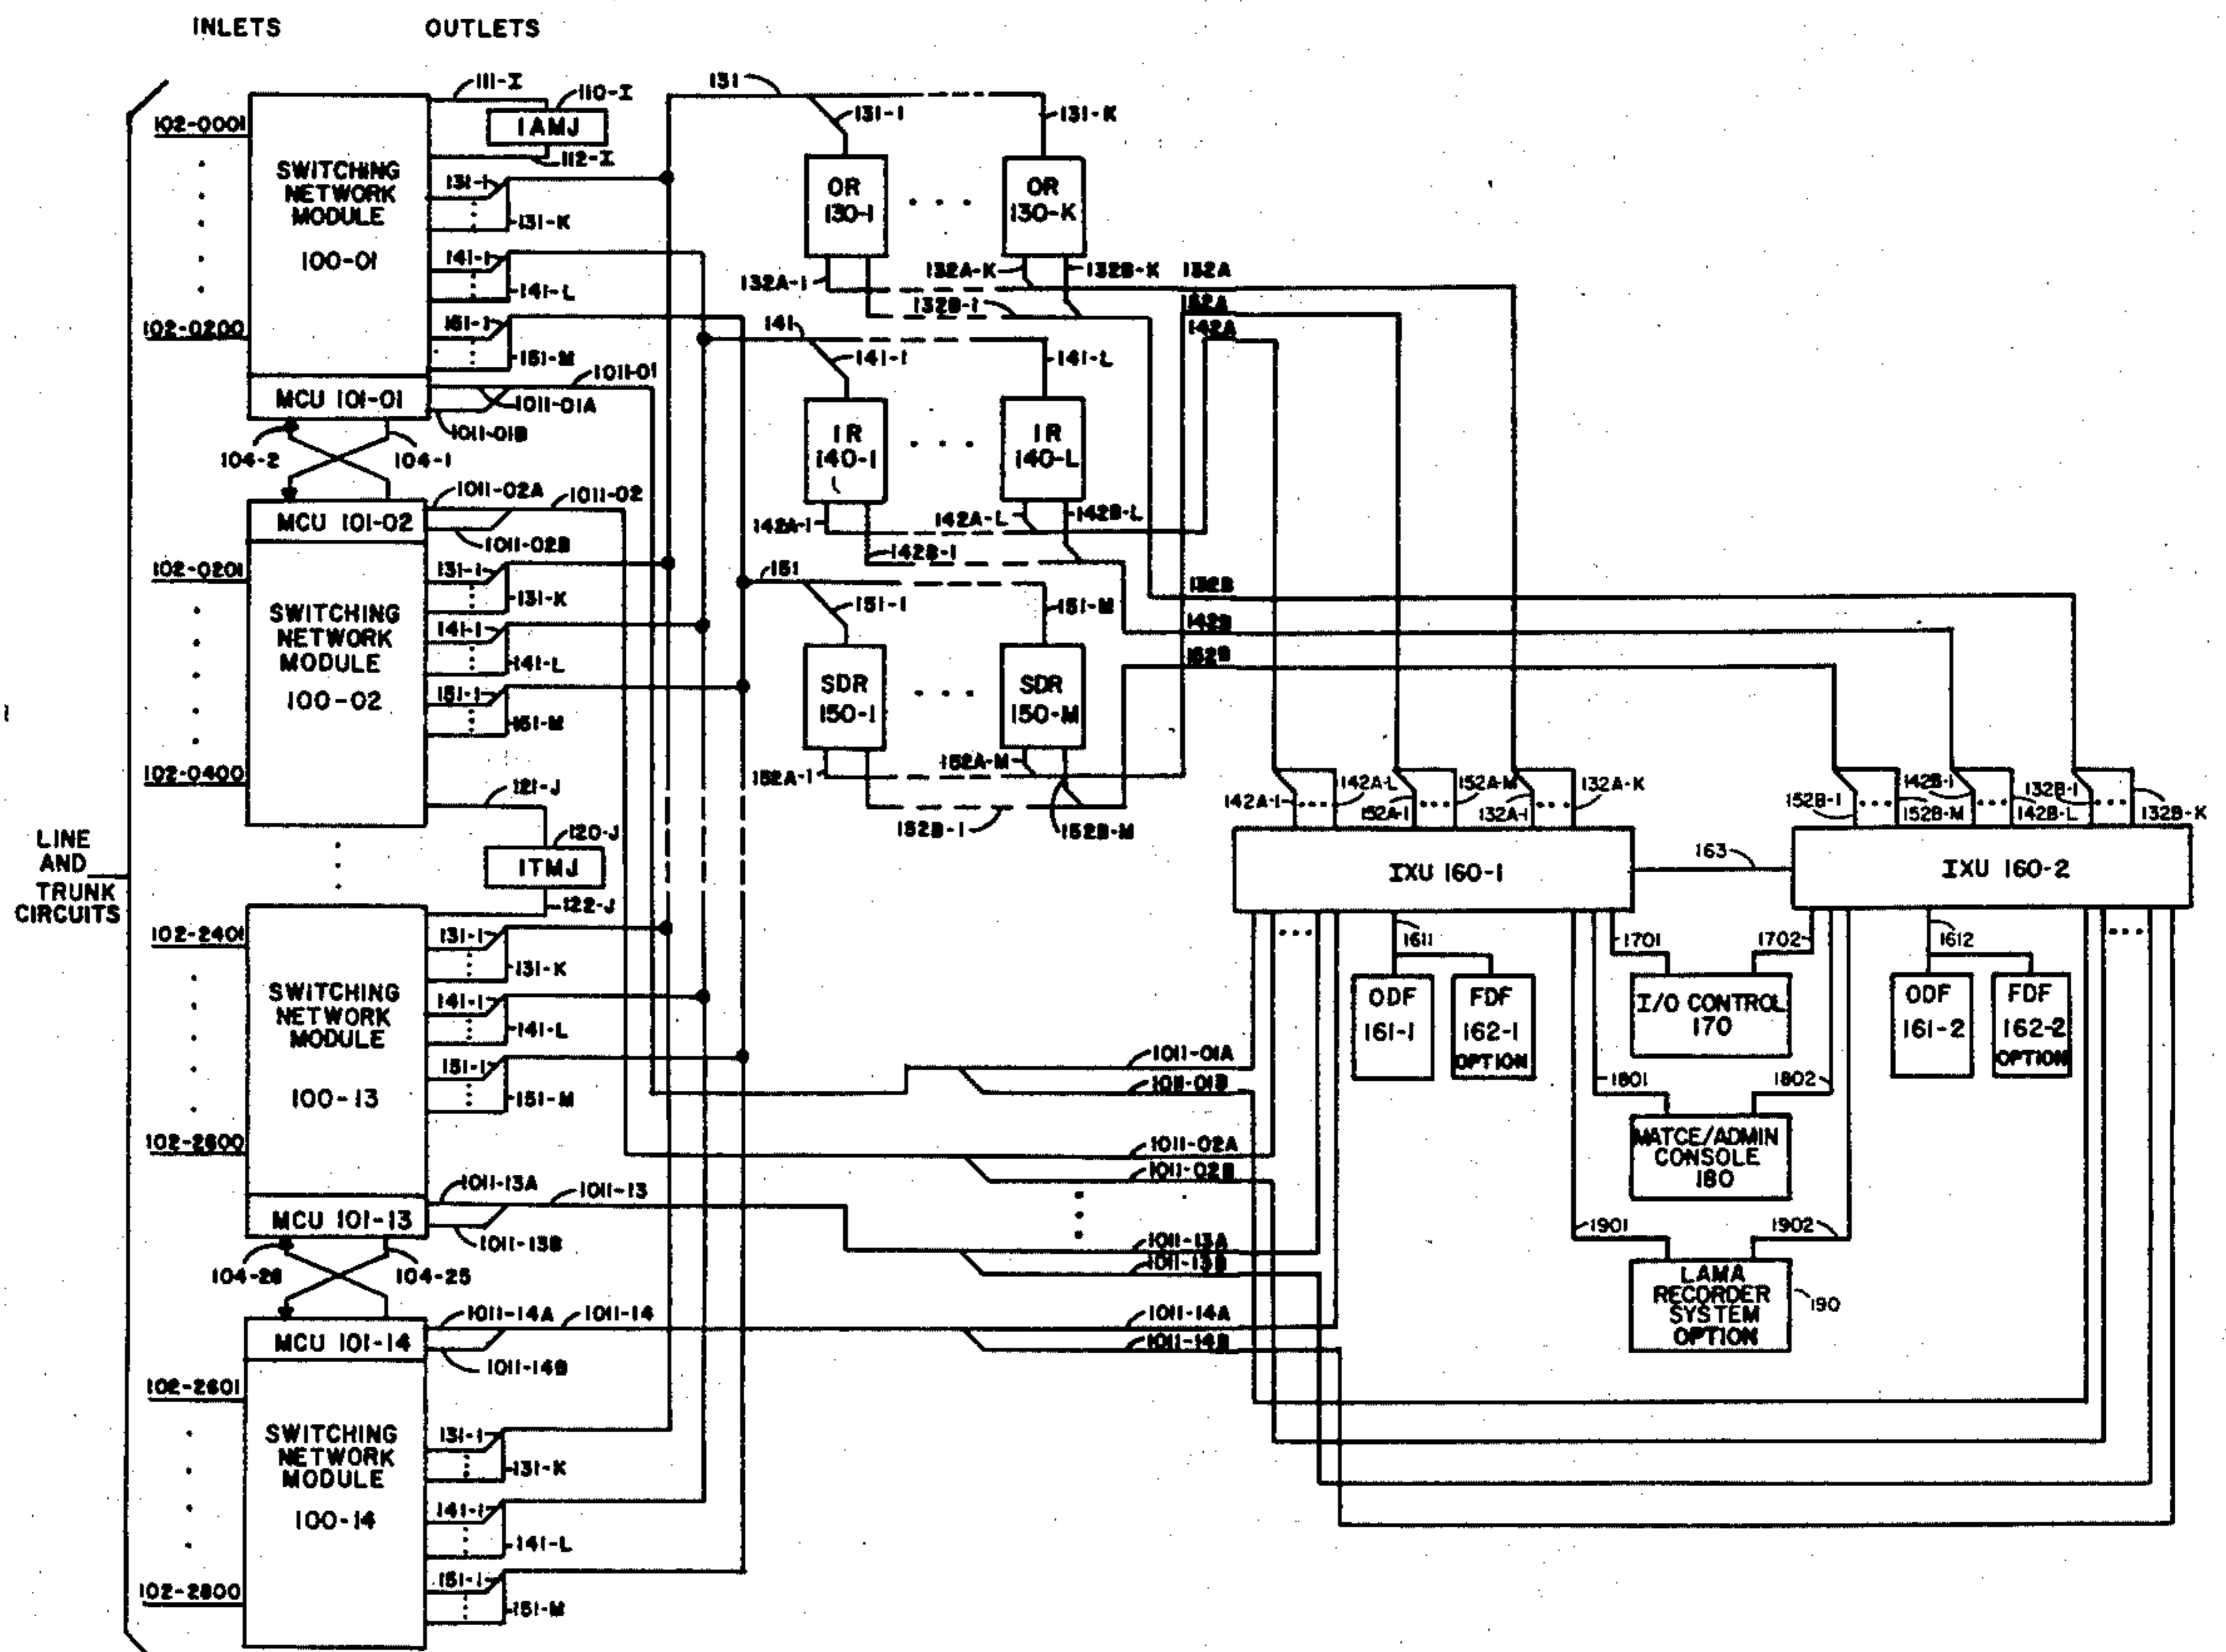 INLETS
OUTLETS
LINE
AND
TRUNK
CIRCUITS
102-0001
102-0200
SWITCHING
NETWORK
MODULE
100-01
MCU 101-01
111-I
110-I
IAMJ
112-I
131-1
131-K
141-1
141-L
151-1
151-M
1011-01
1011-01A
1011-01B
104-2
104-1
MCU 101-02
1011-02A
1011-02
1011-02B
102-0201
102-0400
SWITCHING
NETWORK
MODULE
100-02
131-1
131-K
141-1
141-L
151-1
151-M
121-J
120-J
ITMJ
122-J
102-2401
102-2600
SWITCHING
NETWORK
MODULE
100-13
131-1
131-K
141-1
141-L
151-1
151-M
MCU 101-13
1011-13A
1011-13
1011-13B
104-26
104-25
MCU 101-14
1011-14A
1011-14
1011-14B
102-2601
102-2800
SWITCHING
NETWORK
MODULE
100-14
131-1
131-K
141-1
141-L
151-1
151-M
131
131-1
131-K
OR
130-1
OR
130-K
132A-1
132A-K
132B-K
132A
132B-1
152A
142A
141
141-1
141-L
IR
140-1
IR
140-L
142A-1
142A-L
142B-L
142B-1
151
151-1
151-M
132B
142B
152B
SDR
150-1
SDR
150-M
152A-1
152A-M
152B-1
152B-M
142A-1
142A-L
152A-1
152A-M
132A-1
132A-K
152B-1
152B-M
142B-1
142B-L
132B-1
132B-K
IXU 160-1
163
IXU 160-2
1611
1701
1702
1612
ODF
161-1
FDF
162-1
OPTION
I/O CONTROL
170
ODF
161-2
FDF
162-2
OPTION
1801
1802
MATCE/ADMIN
CONSOLE
180
1901
1902
LAMA
RECORDER
SYSTEM
OPTION
190
1011-01A
1011-01B
1011-02A
1011-02B
1011-13A
1011-13B
1011-14A
1011-14B